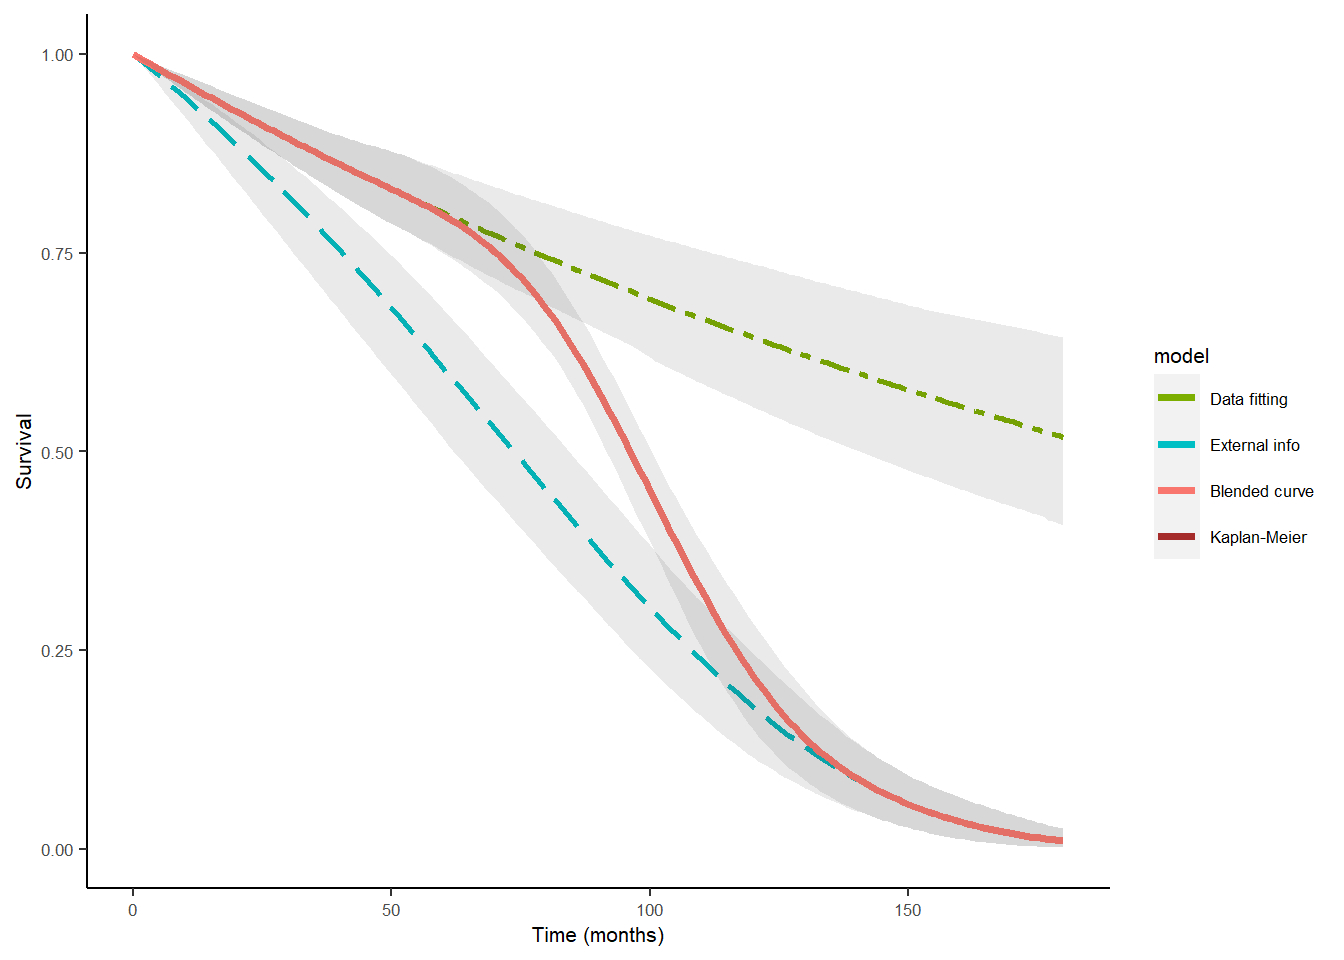 1.00
0.75
0.50
0.25
0.00
Survival
0
50
100
150
Time (months)
model
Data fitting
External info
Blended curve
Kaplan-Meier